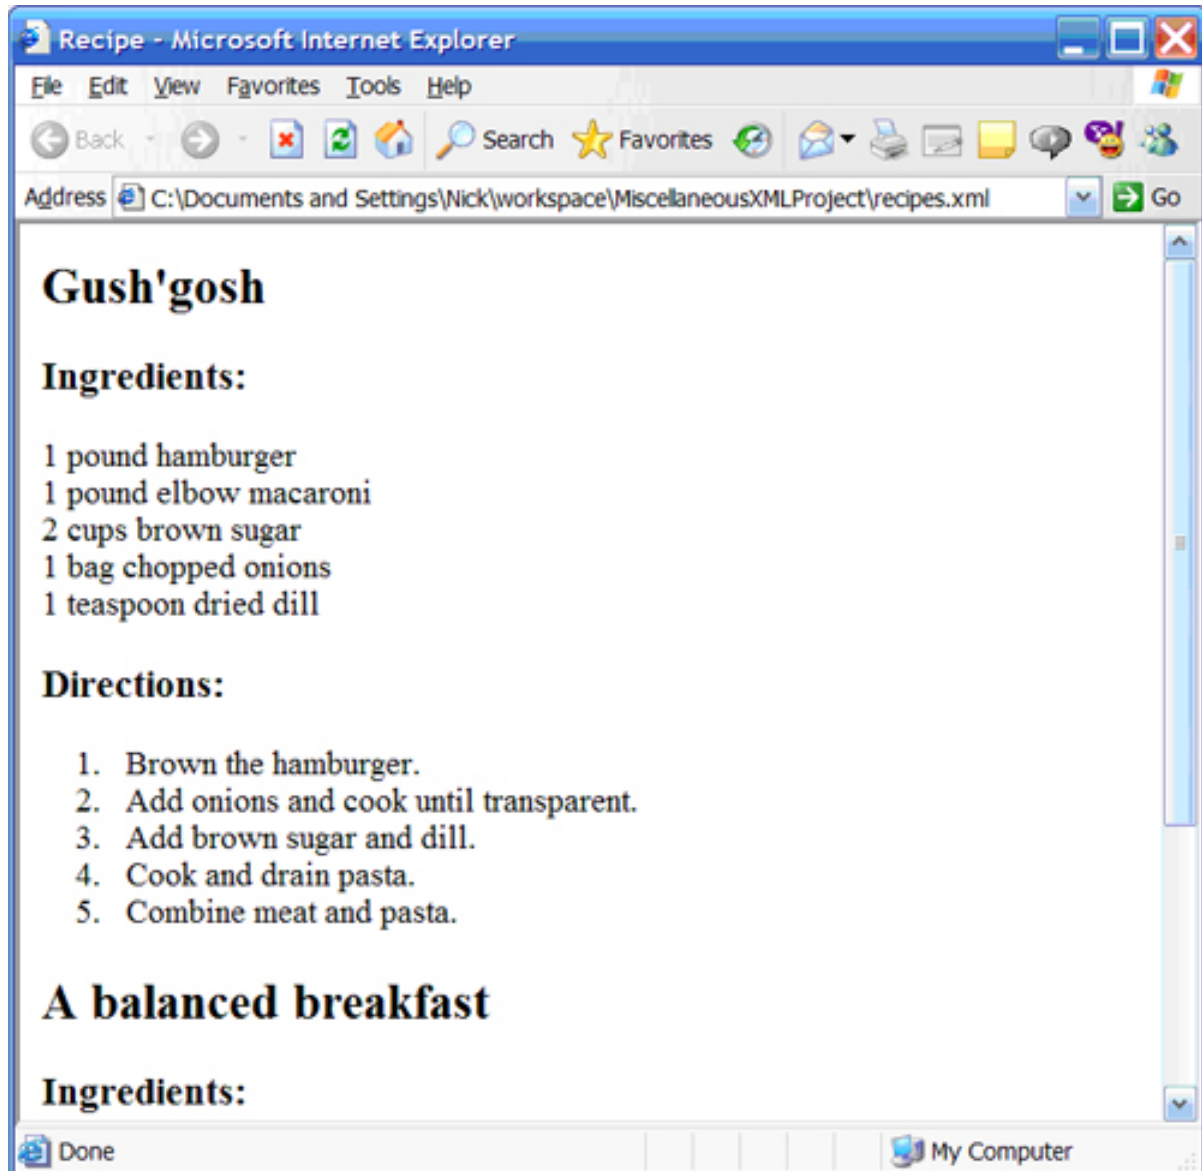 Recipe - Microsoft Internet Explorer
File Edit View Favorites Tools Help
Back Search Favorites
Address C:\Documents and Settings\Nick\workspace\MiscellaneousXMLProject\recipes.xml Go
Gush'gosh
Ingredients:
1 pound hamburger
1 pound elbow macaroni
2 cups brown sugar
1 bag chopped onions
1 teaspoon dried dill
Directions:
1. Brown the hamburger.
2. Add onions and cook until transparent.
3. Add brown sugar and dill.
4. Cook and drain pasta.
5. Combine meat and pasta.
A balanced breakfast
Ingredients:
Done My Computer